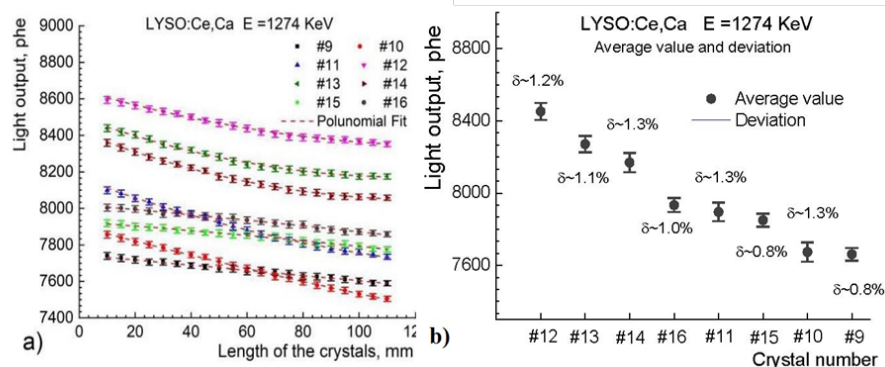 LYSO:Ce,Ca E =1274 KeV
#9 #10
#11 #12
#13 #14
#15 #16
Polunomial Fit
Light output, phe
9000
8800
8600
8400
8200
8000
7800
7600
7400
0 20 40 60 80 100 12
Length of the crystals, mm
a)
LYSO:Ce,Ca E =1274 KeV
Average value and deviation
Average value
Deviation
Light output, phe
8800
8400
8000
7600
δ~1.2%
δ~1.1%
δ~1.3%
δ~1.0%
δ~1.3%
δ~0.8%
δ~1.3%
δ~0.8%
#12 #13 #14 #16 #11 #15 #10 #9
Crystal number
b)